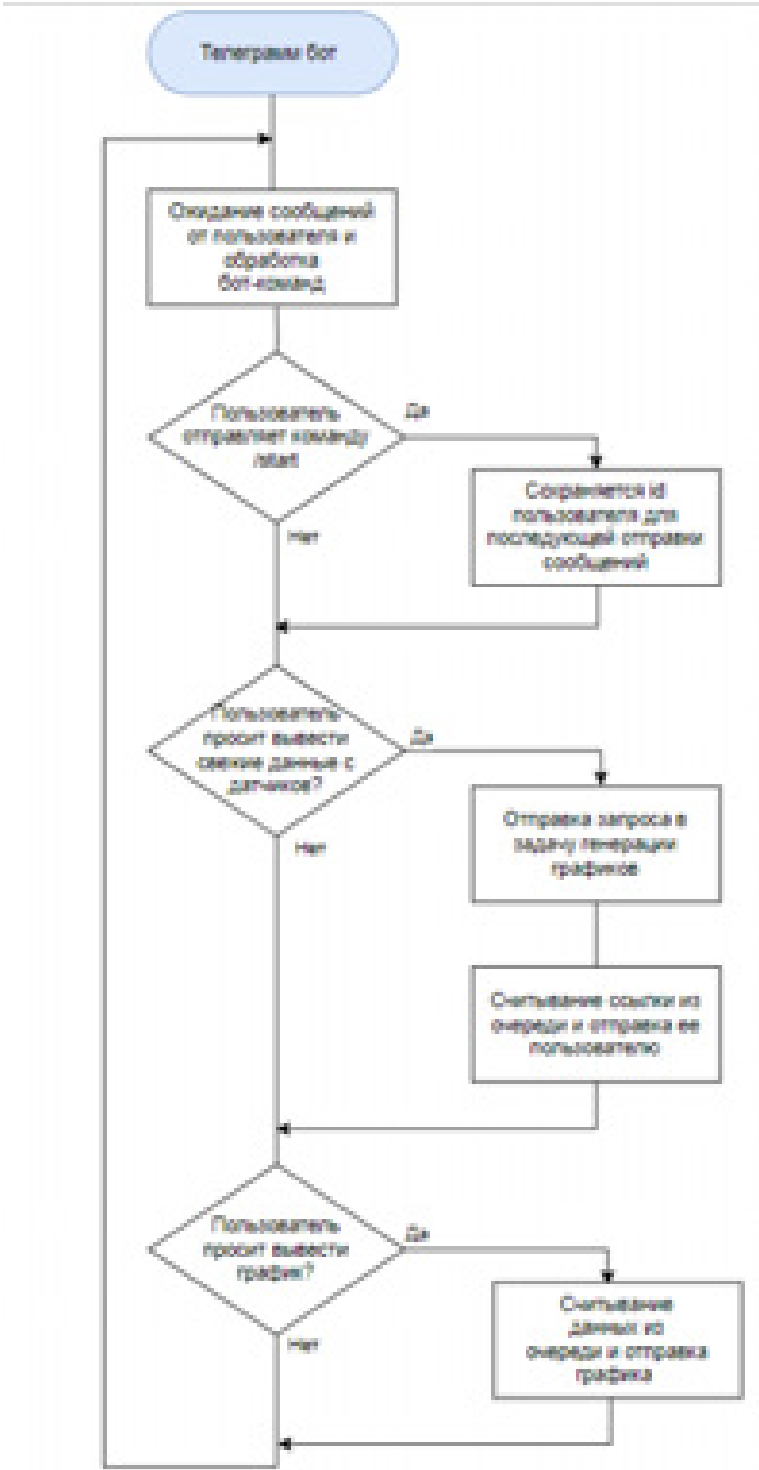 Телеграмм бот
Ожидание сообщений
от пользователя и
обработка
бот-команд
Пользователь
отправляет команду
/start
Да
Сохраняется id
пользователя для
последующей отправки
сообщений
Нет
Пользователь
просит вывести
свежие данные с
датчиков?
Да
Отправка запроса в
задачу генерации
графиков
Нет
Считывание ссылки из
очереди и отправка ее
пользователю
Пользователь
просит вывести
график?
Да
Считывание
данных из
очереди и отправка
графика
Нет